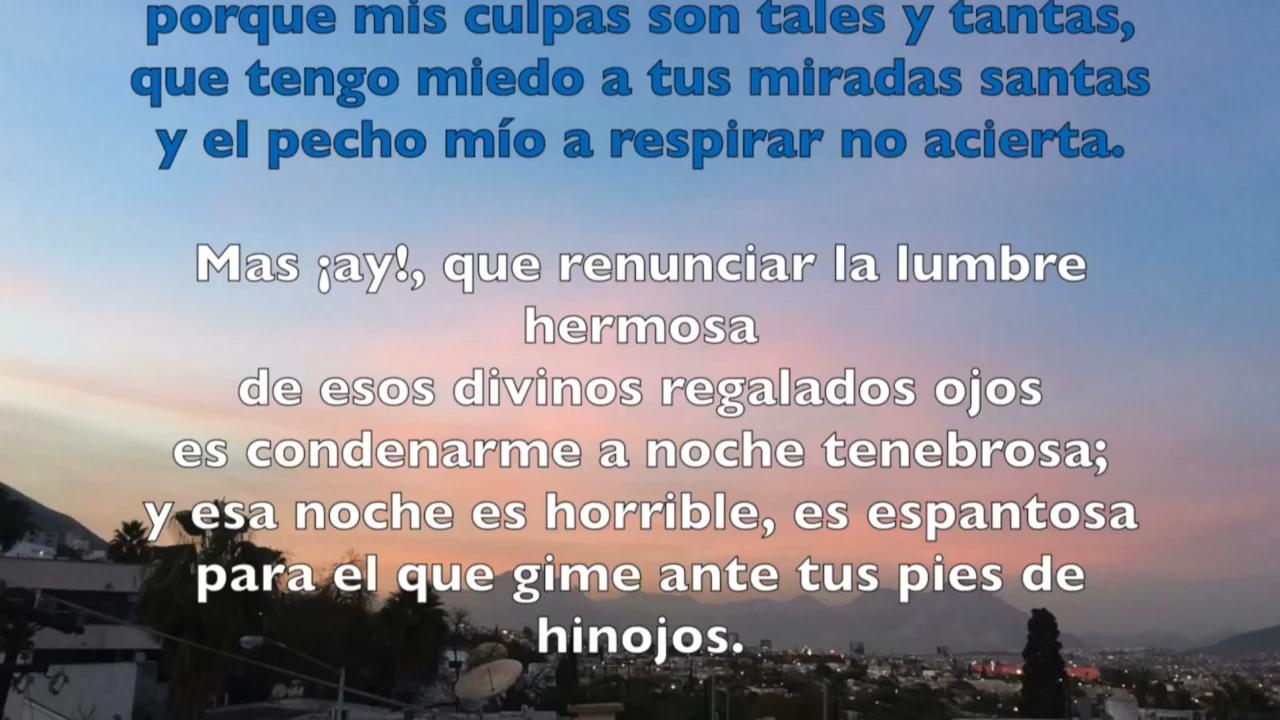 porque mis culpas son tales y tantas,
que tengo miedo a tus miradas santas
y el pecho mío a respirar no acierta.
Mas ¡ay!, que renunciar la lumbre
hermosa
de esos divinos regalados ojos
es condenarme a noche tenebrosa;
y esa noche es horrible, es espantosa
para el que gime ante tus pies de
hinojos.